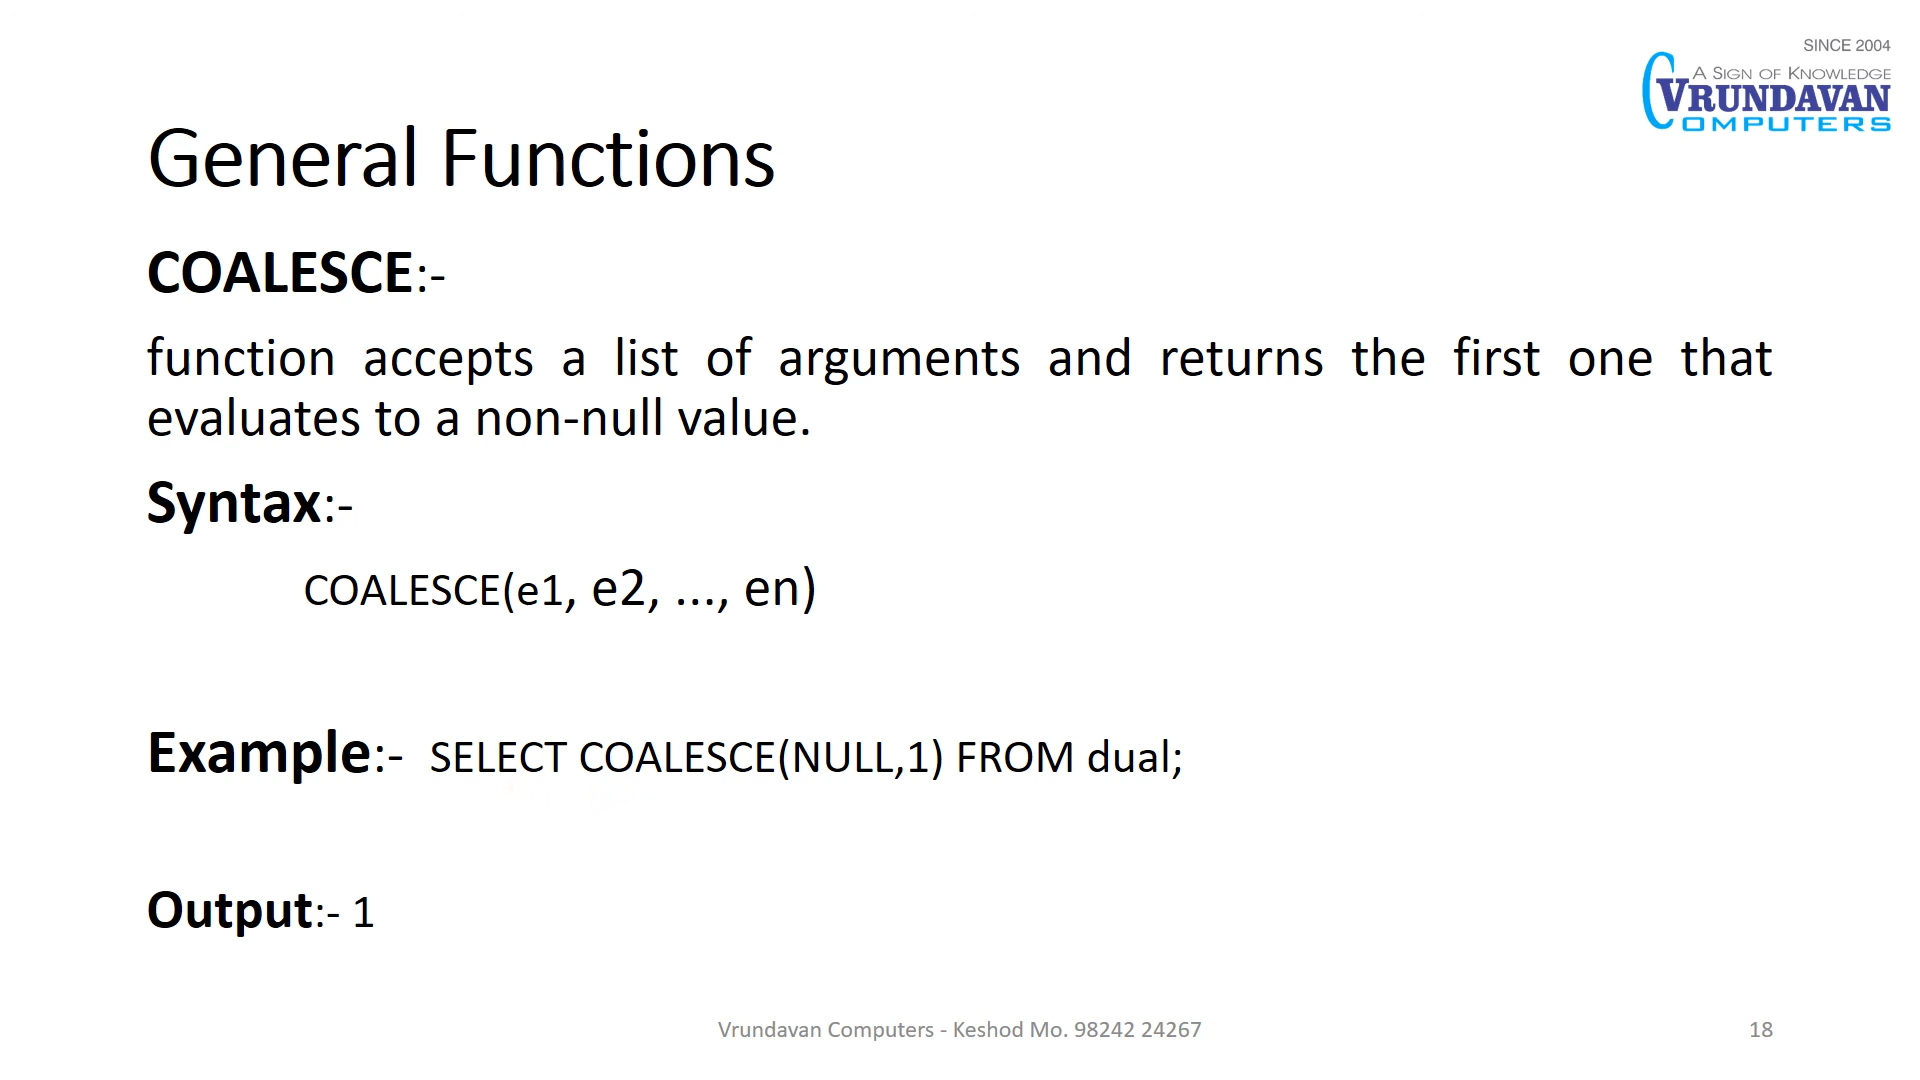 SINCE 2004
A SIGN OF KNOWLEDGE
VRUNDAVAN
COMPUTERS
General Functions
COALESCE:-
function accepts a list of arguments and returns the first one that
evaluates to a non-null value.
Syntax:-
COALESCE(e1, e2, ..., en)
Example:- SELECT COALESCE(NULL,1) FROM dual;
Output:- 1
Vrundavan Computers - Keshod Mo. 98242 24267
18